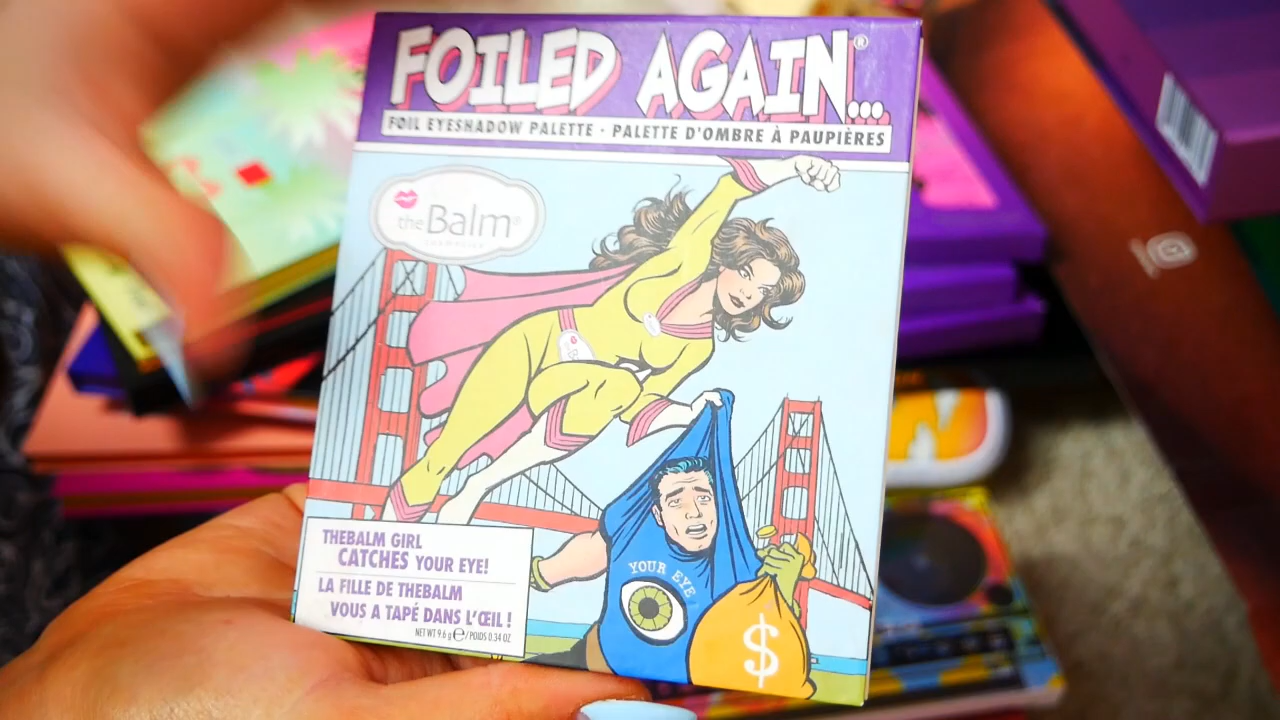 FOILED AGAIN...®
FOIL EYESHADOW PALETTE · PALETTE D'OMBRE À PAUPIÈRES
theBalm®
COSMETICS
YOUR EYE
$
THEBALM GIRL
CATCHES YOUR EYE!
LA FILLE DE THEBALM
VOUS A TAPÉ DANS L'ŒIL!
NET WT 9.6 g ℮/POIDS 0.34 OZ